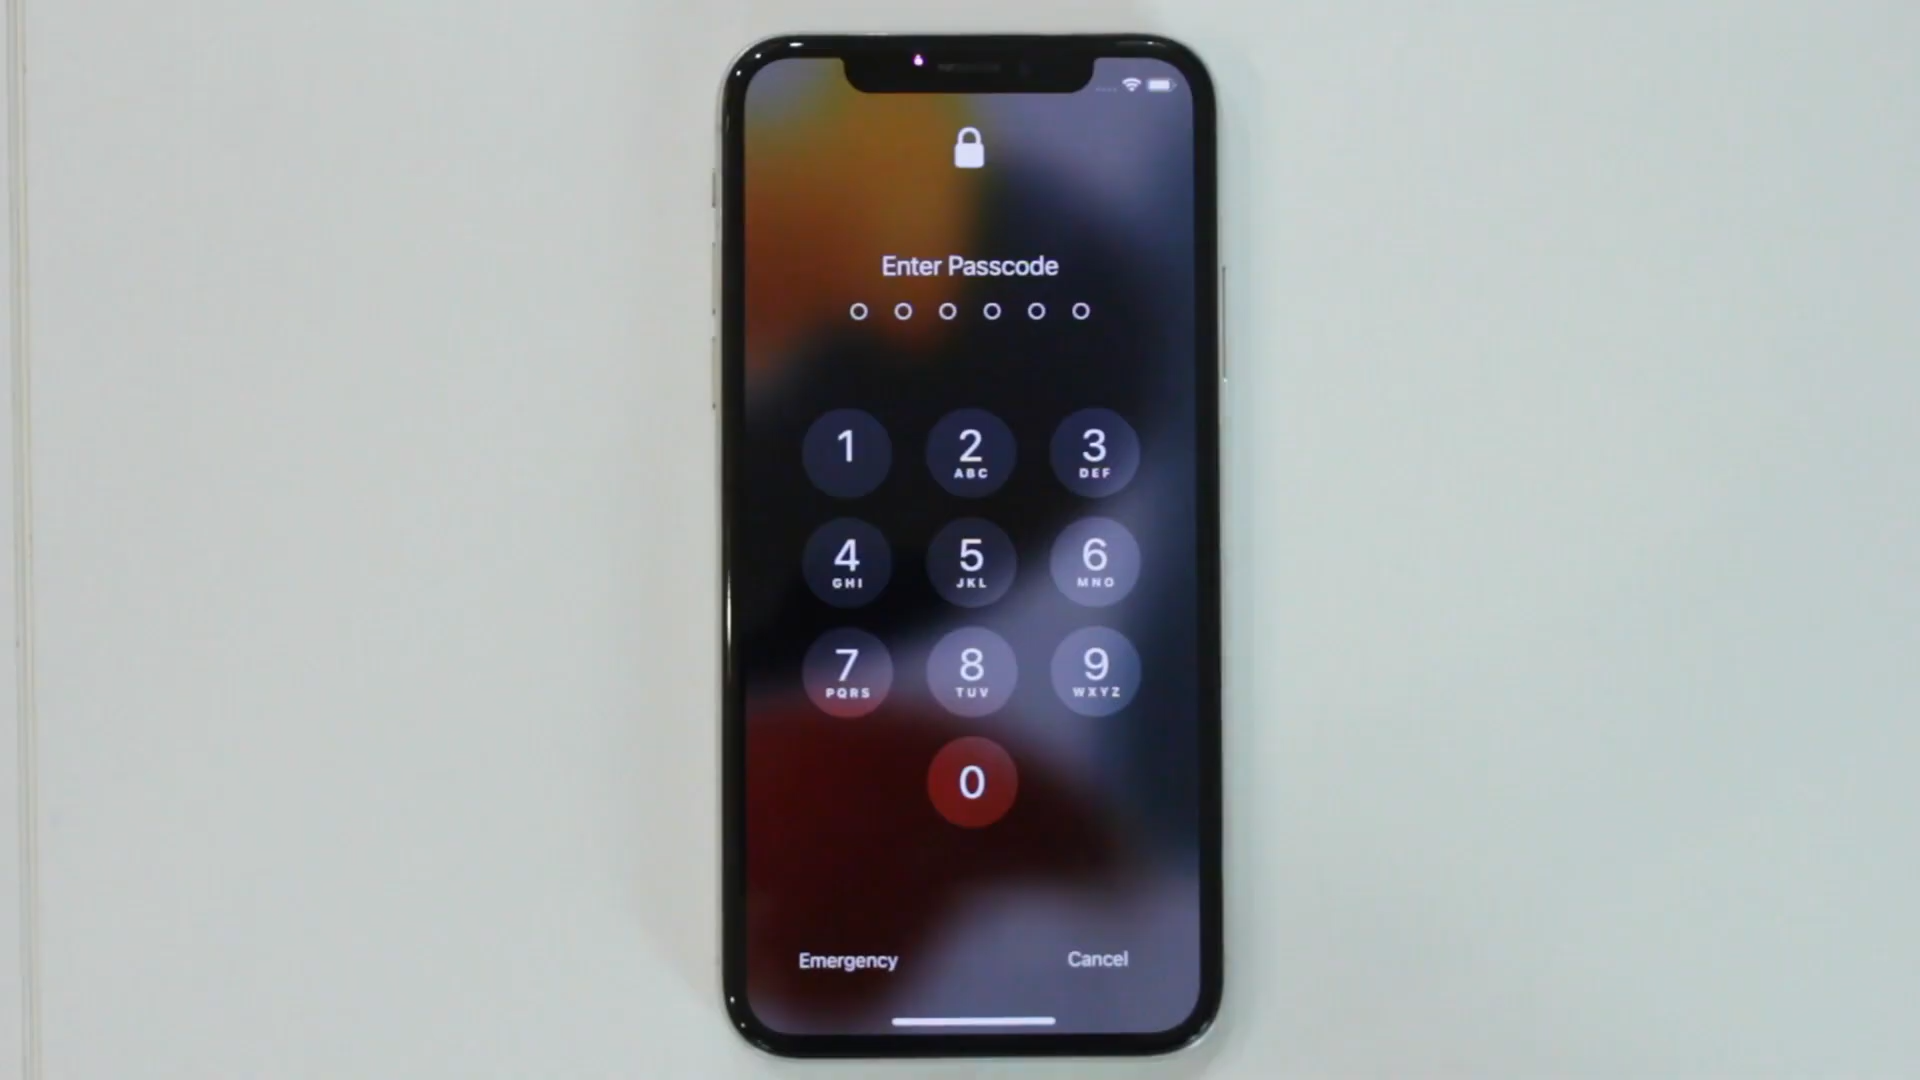 Enter Passcode
1 2 3
ABC DEF
4 5 6
GHI JKL MNO
7 8 9
PQRS TUV WXYZ
0
Emergency Cancel